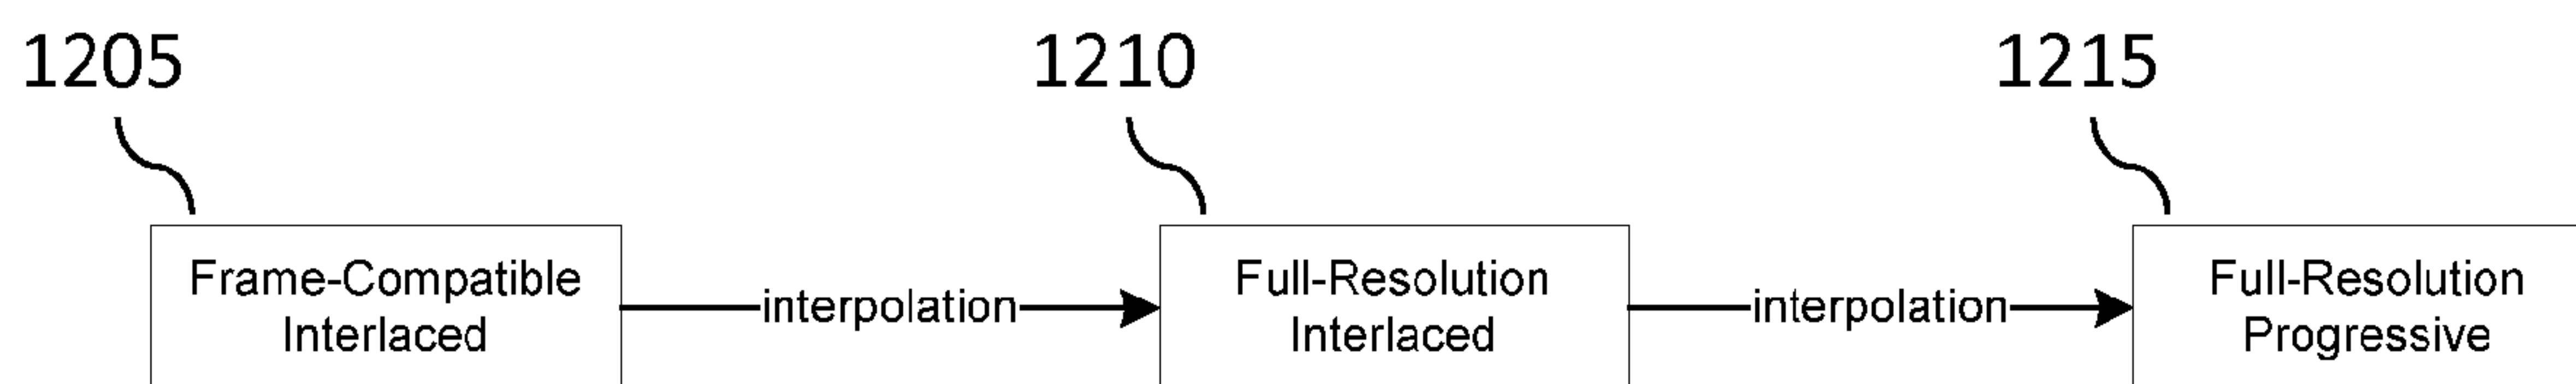 1205
1210
1215
Frame-Compatible
Interlaced
interpolation
Full-Resolution
Interlaced
interpolation
Full-Resolution
Progressive